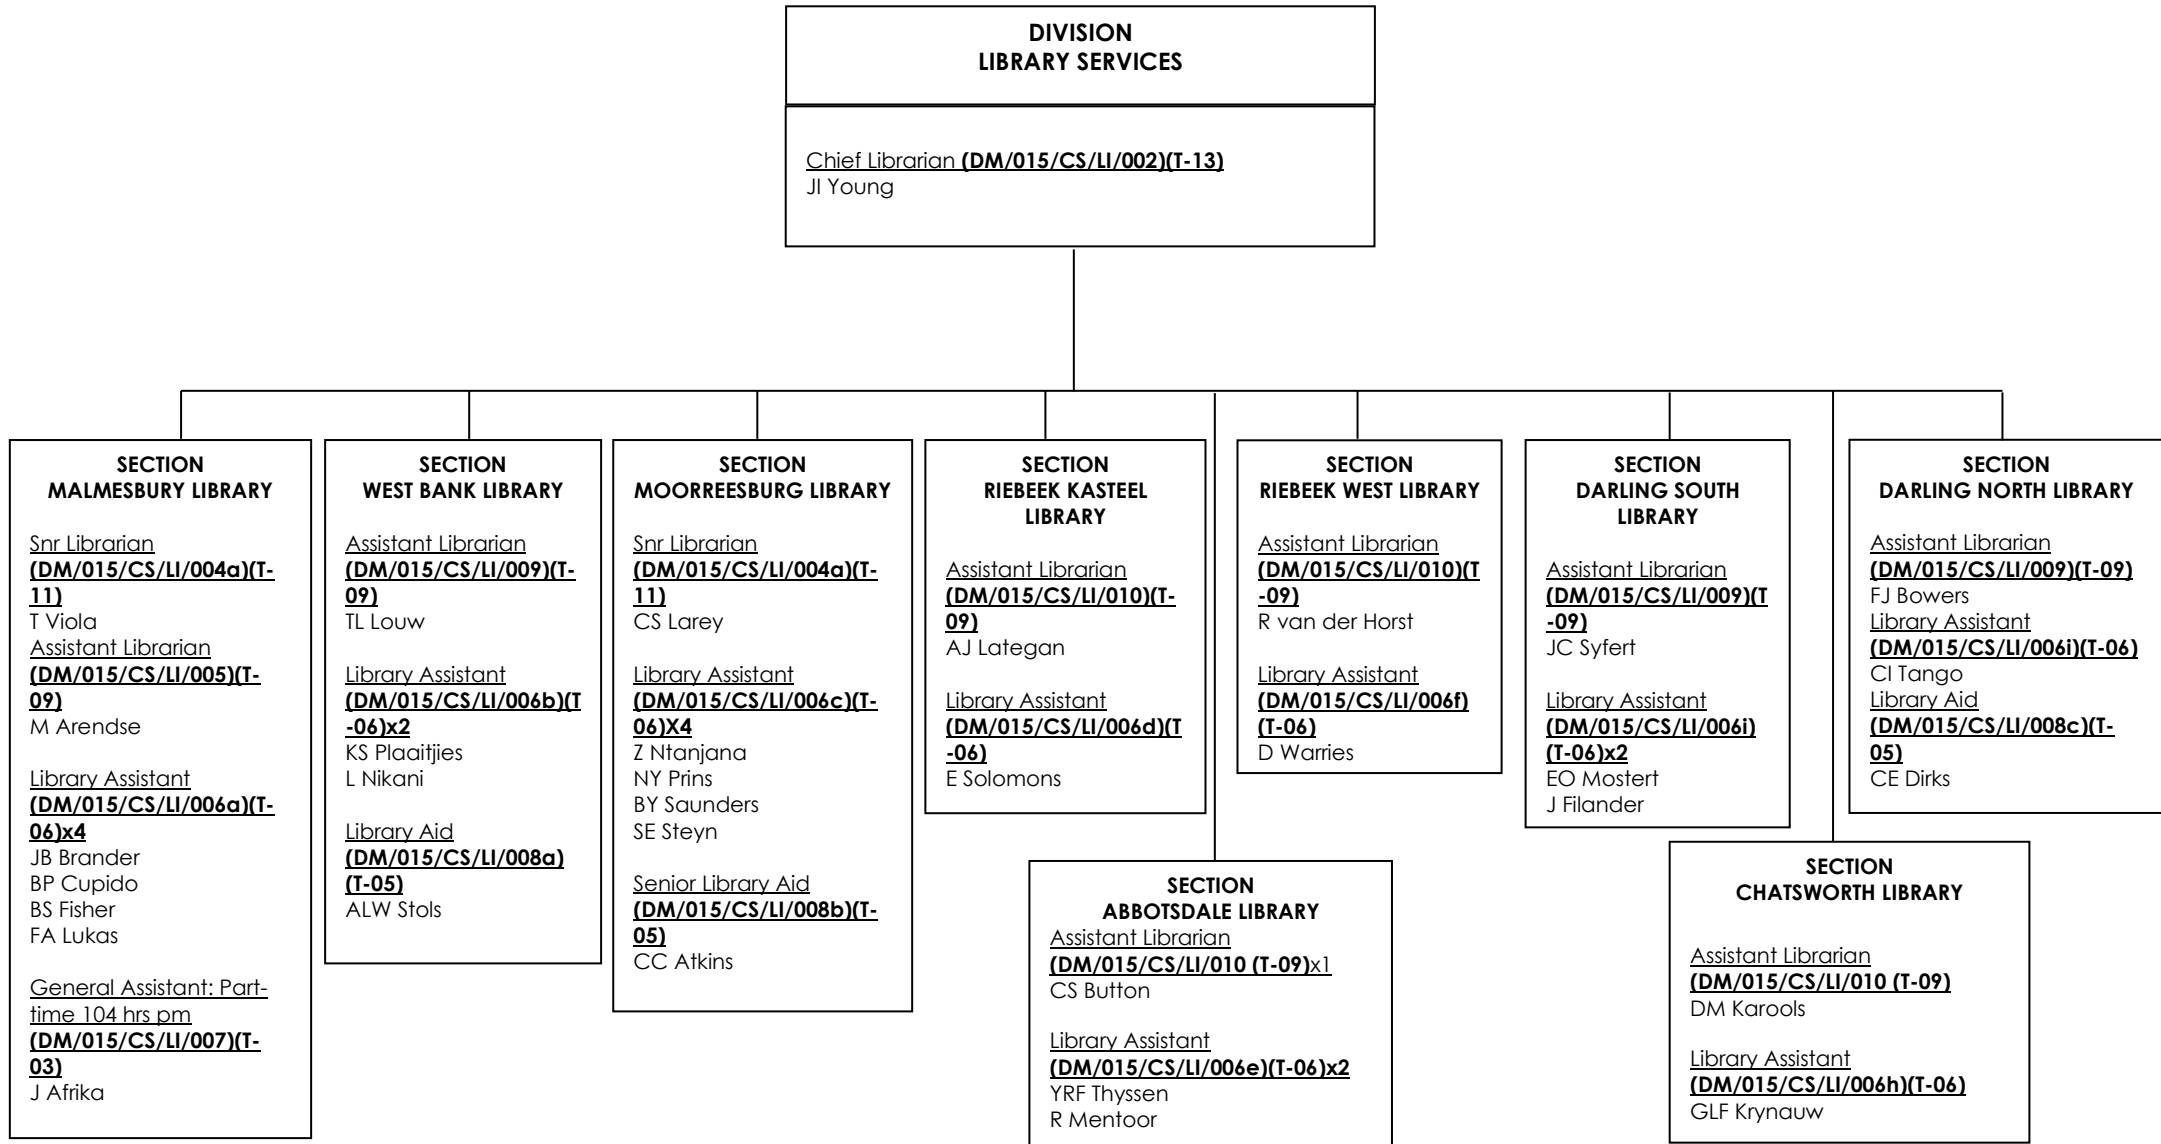 DIVISION
LIBRARY SERVICES
Chief Librarian (DM/015/CS/LI/002)(T-13)
JI Young
SECTION
MALMESBURY LIBRARY
Snr Librarian
(DM/015/CS/LI/004a)(T-
11)
T Viola
Assistant Librarian
(DM/015/CS/LI/005)(T-
09)
M Arendse
Library Assistant
(DM/015/CS/LI/006a)(T-
06)x4
JB Brander
BP Cupido
BS Fisher
FA Lukas
General Assistant: Part-
time 104 hrs pm
(DM/015/CS/LI/007)(T-
03)
J Afrika
SECTION
WEST BANK LIBRARY
Assistant Librarian
(DM/015/CS/LI/009)(T-
09)
TL Louw
Library Assistant
(DM/015/CS/LI/006b)(T
-06)x2
KS Plaaitjies
L Nikani
Library Aid
(DM/015/CS/LI/008a)
(T-05)
ALW Stols
SECTION
MOORREESBURG LIBRARY
Snr Librarian
(DM/015/CS/LI/004a)(T-
11)
CS Larey
Library Assistant
(DM/015/CS/LI/006c)(T-
06)X4
Z Ntanjana
NY Prins
BY Saunders
SE Steyn
Senior Library Aid
(DM/015/CS/LI/008b)(T-
05)
CC Atkins
SECTION
RIEBEEK KASTEEL
LIBRARY
Assistant Librarian
(DM/015/CS/LI/010)(T-
09)
AJ Lategan
Library Assistant
(DM/015/CS/LI/006d)(T
-06)
E Solomons
SECTION
ABBOTSDALE LIBRARY
Assistant Librarian
(DM/015/CS/LI/010 (T-09)x1
CS Button
Library Assistant
(DM/015/CS/LI/006e)(T-06)x2
YRF Thyssen
R Mentoor
SECTION
RIEBEEK WEST LIBRARY
Assistant Librarian
(DM/015/CS/LI/010)(T
-09)
R van der Horst
Library Assistant
(DM/015/CS/LI/006f)
(T-06)
D Warries
SECTION
DARLING SOUTH
LIBRARY
Assistant Librarian
(DM/015/CS/LI/009)(T
-09)
JC Syfert
Library Assistant
(DM/015/CS/LI/006i)
(T-06)x2
EO Mostert
J Filander
SECTION
CHATSWORTH LIBRARY
Assistant Librarian
(DM/015/CS/LI/010 (T-09)
DM Karools
Library Assistant
(DM/015/CS/LI/006h)(T-06)
GLF Krynauw
SECTION
DARLING NORTH LIBRARY
Assistant Librarian
(DM/015/CS/LI/009)(T-09)
FJ Bowers
Library Assistant
(DM/015/CS/LI/006i)(T-06)
CI Tango
Library Aid
(DM/015/CS/LI/008c)(T-
05)
CE Dirks